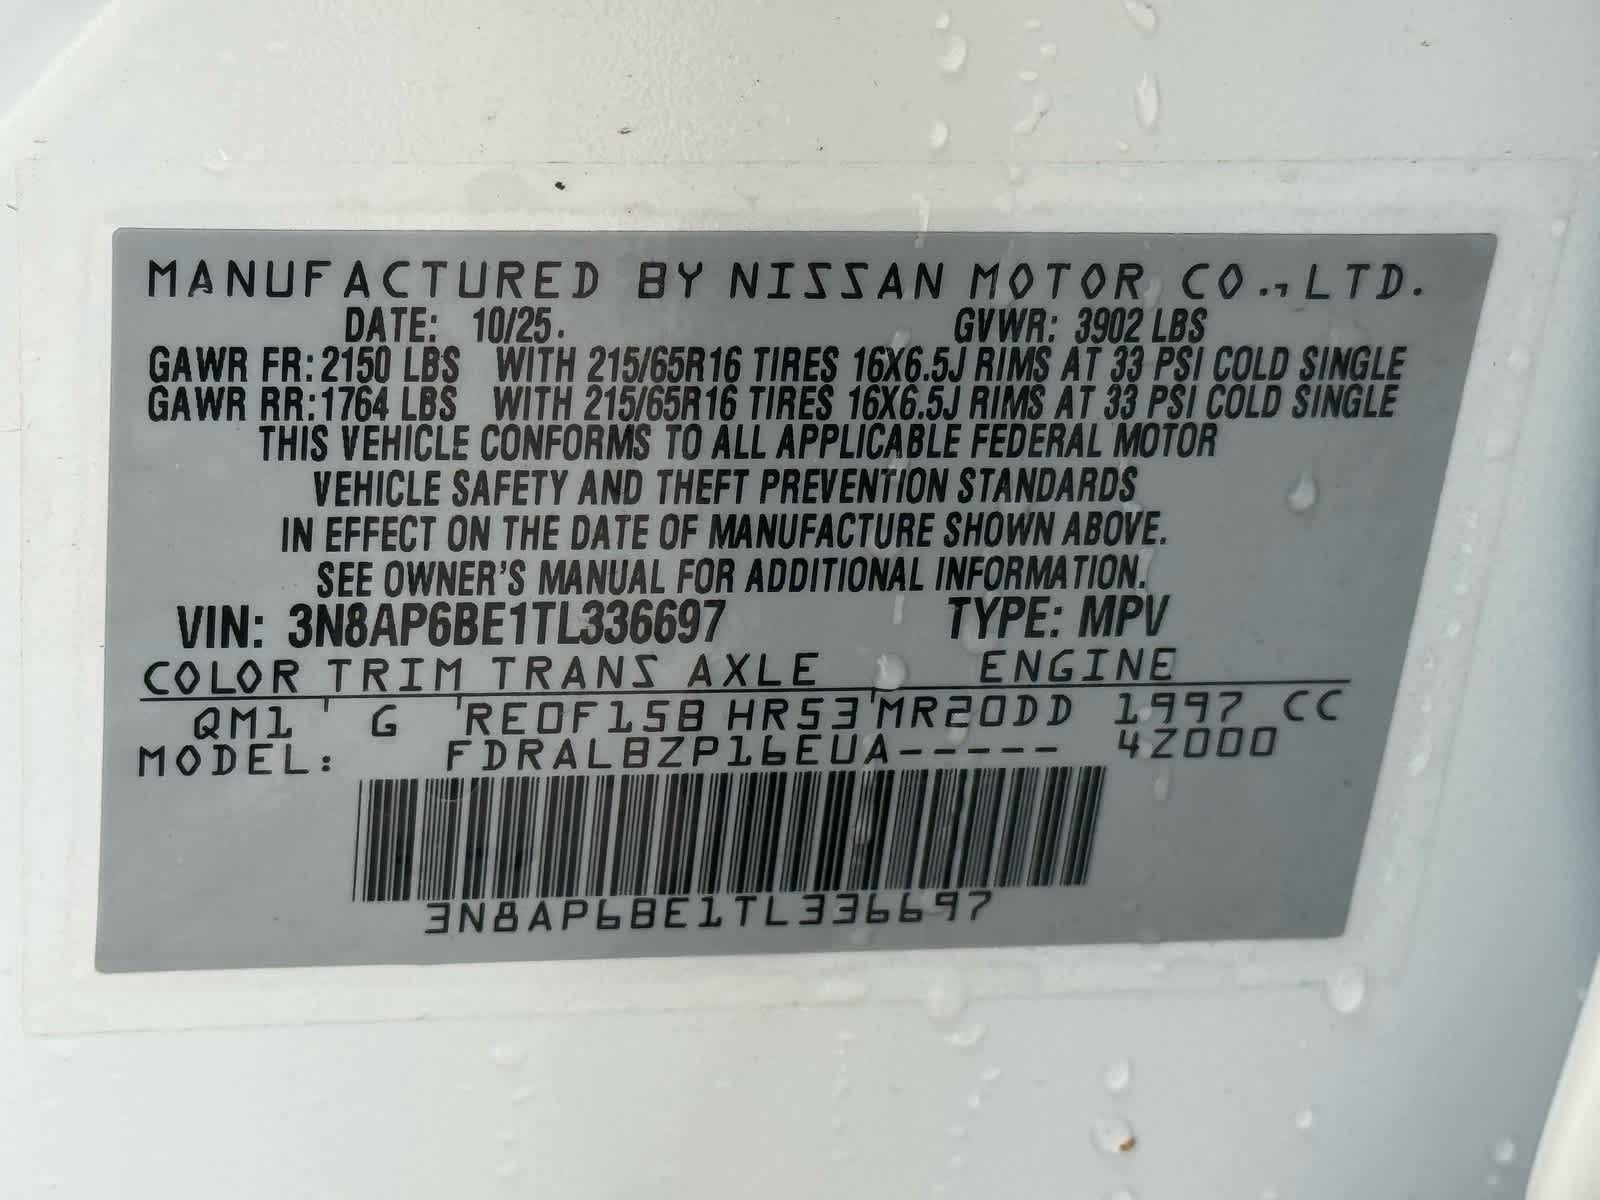 MANUFACTURED BY NISSAN MOTOR CO., LTD.
DATE: 10/25. GVWR: 3902 LBS
GAWR FR: 2150 LBS WITH 215/65R16 TIRES 16X6.5J RIMS AT 33 PSI COLD SINGLE
GAWR RR: 1764 LBS WITH 215/65R16 TIRES 16X6.5J RIMS AT 33 PSI COLD SINGLE
THIS VEHICLE CONFORMS TO ALL APPLICABLE FEDERAL MOTOR
VEHICLE SAFETY AND THEFT PREVENTION STANDARDS
IN EFFECT ON THE DATE OF MANUFACTURE SHOWN ABOVE.
SEE OWNER'S MANUAL FOR ADDITIONAL INFORMATION.
VIN: 3N8AP6BE1TL336697 TYPE: MPV
COLOR TRIM TRANS AXLE ENGINE
QM1 G RE0F15B HR53 MR20DD 1997 CC
MODEL: FDRALBZP16EUA----- 4Z000
3N8AP6BE1TL336697